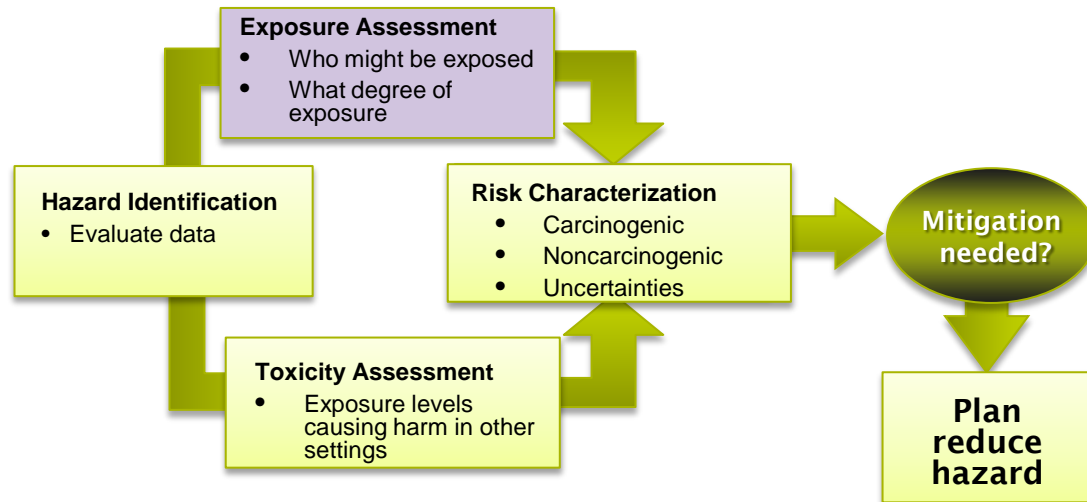 Exposure Assessment
• Who might be exposed
• What degree of
exposure
Hazard Identification
• Evaluate data
Risk Characterization
• Carcinogenic
• Noncarcinogenic
• Uncertainties
Mitigation
needed?
Toxicity Assessment
• Exposure levels
causing harm in other
settings
Plan
reduce
hazard